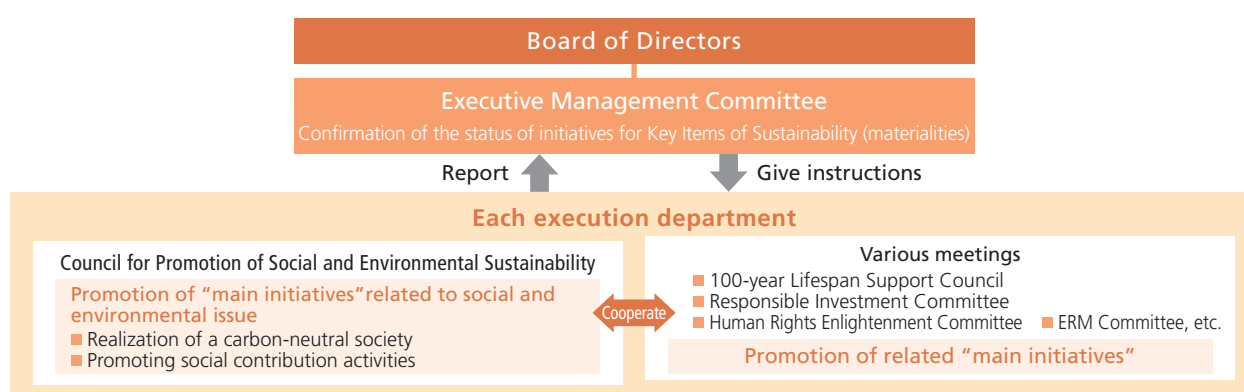 Board of Directors
Executive Management Committee
Confirmation of the status of initiatives for Key Items of Sustainability (materialities)
Report
Give instructions
Each execution department
Council for Promotion of Social and Environmental Sustainability
Promotion of “main initiatives”related to social and
environmental issue
■ Realization of a carbon-neutral society
■ Promoting social contribution activities
Cooperate
Various meetings
■ 100-year Lifespan Support Council
■ Responsible Investment Committee
■ Human Rights Enlightenment Committee ■ ERM Committee, etc.
Promotion of related “main initiatives”